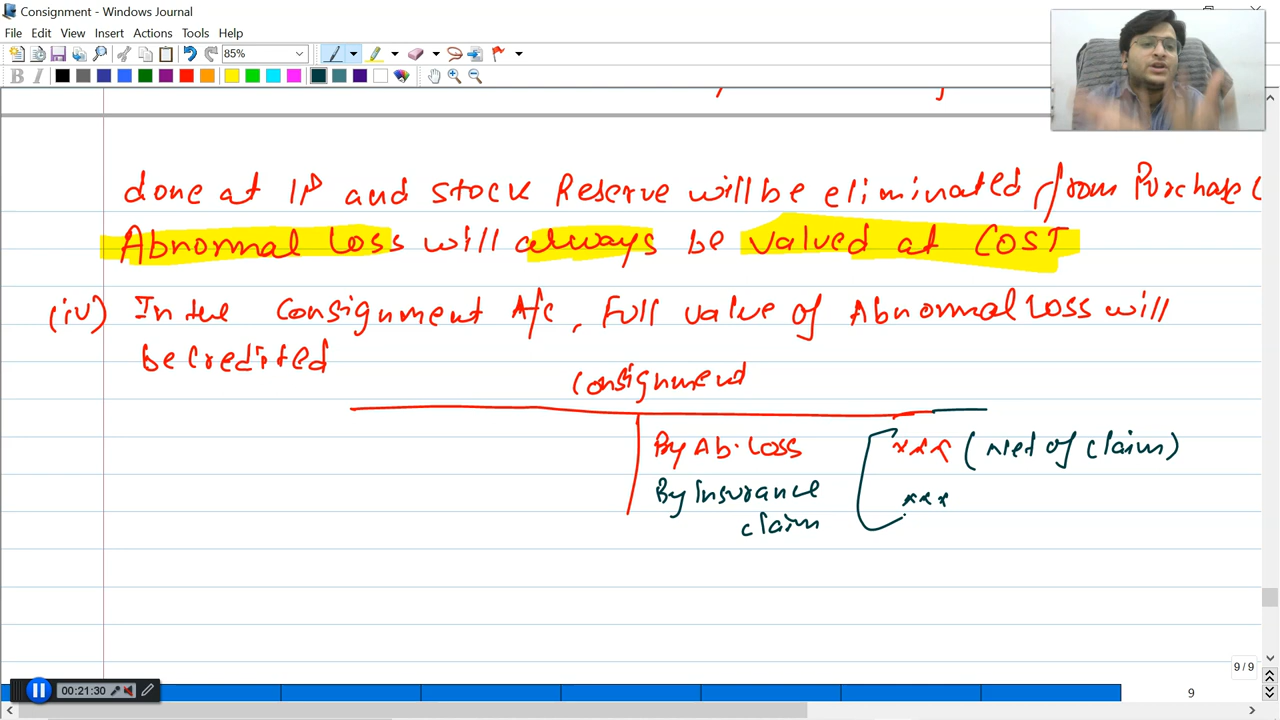 Consignment - Windows Journal
File Edit View Insert Actions Tools Help
85%
B I
done at IP and Stock Reserve will be eliminated from Purchase
Abnormal Loss will always be valued at COST
(iv) In the Consignment A/c, Full value of Abnormal Loss will
be Credited
Consignment
By Ab. Loss xxx (Net of claim)
By Insurance xxx
claim
9 / 9
00:21:30
9